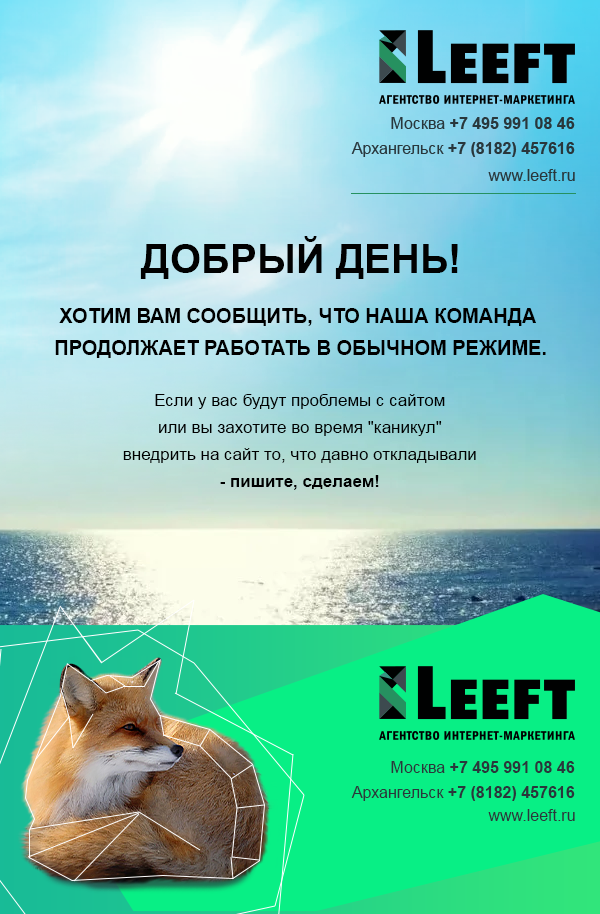 LEEFT
АГЕНТСТВО ИНТЕРНЕТ-МАРКЕТИНГА
Москва +7 495 991 08 46
Архангельск +7 (8182) 457616
www.leeft.ru
ДОБРЫЙ ДЕНЬ!
ХОТИМ ВАМ СООБЩИТЬ, ЧТО НАША КОМАНДА
ПРОДОЛЖАЕТ РАБОТАТЬ В ОБЫЧНОМ РЕЖИМЕ.
Если у вас будут проблемы с сайтом
или вы захотите во время "каникул"
внедрить на сайт то, что давно откладывали
- пишите, сделаем!
LEEFT
АГЕНТСТВО ИНТЕРНЕТ-МАРКЕТИНГА
Москва +7 495 991 08 46
Архангельск +7 (8182) 457616
www.leeft.ru